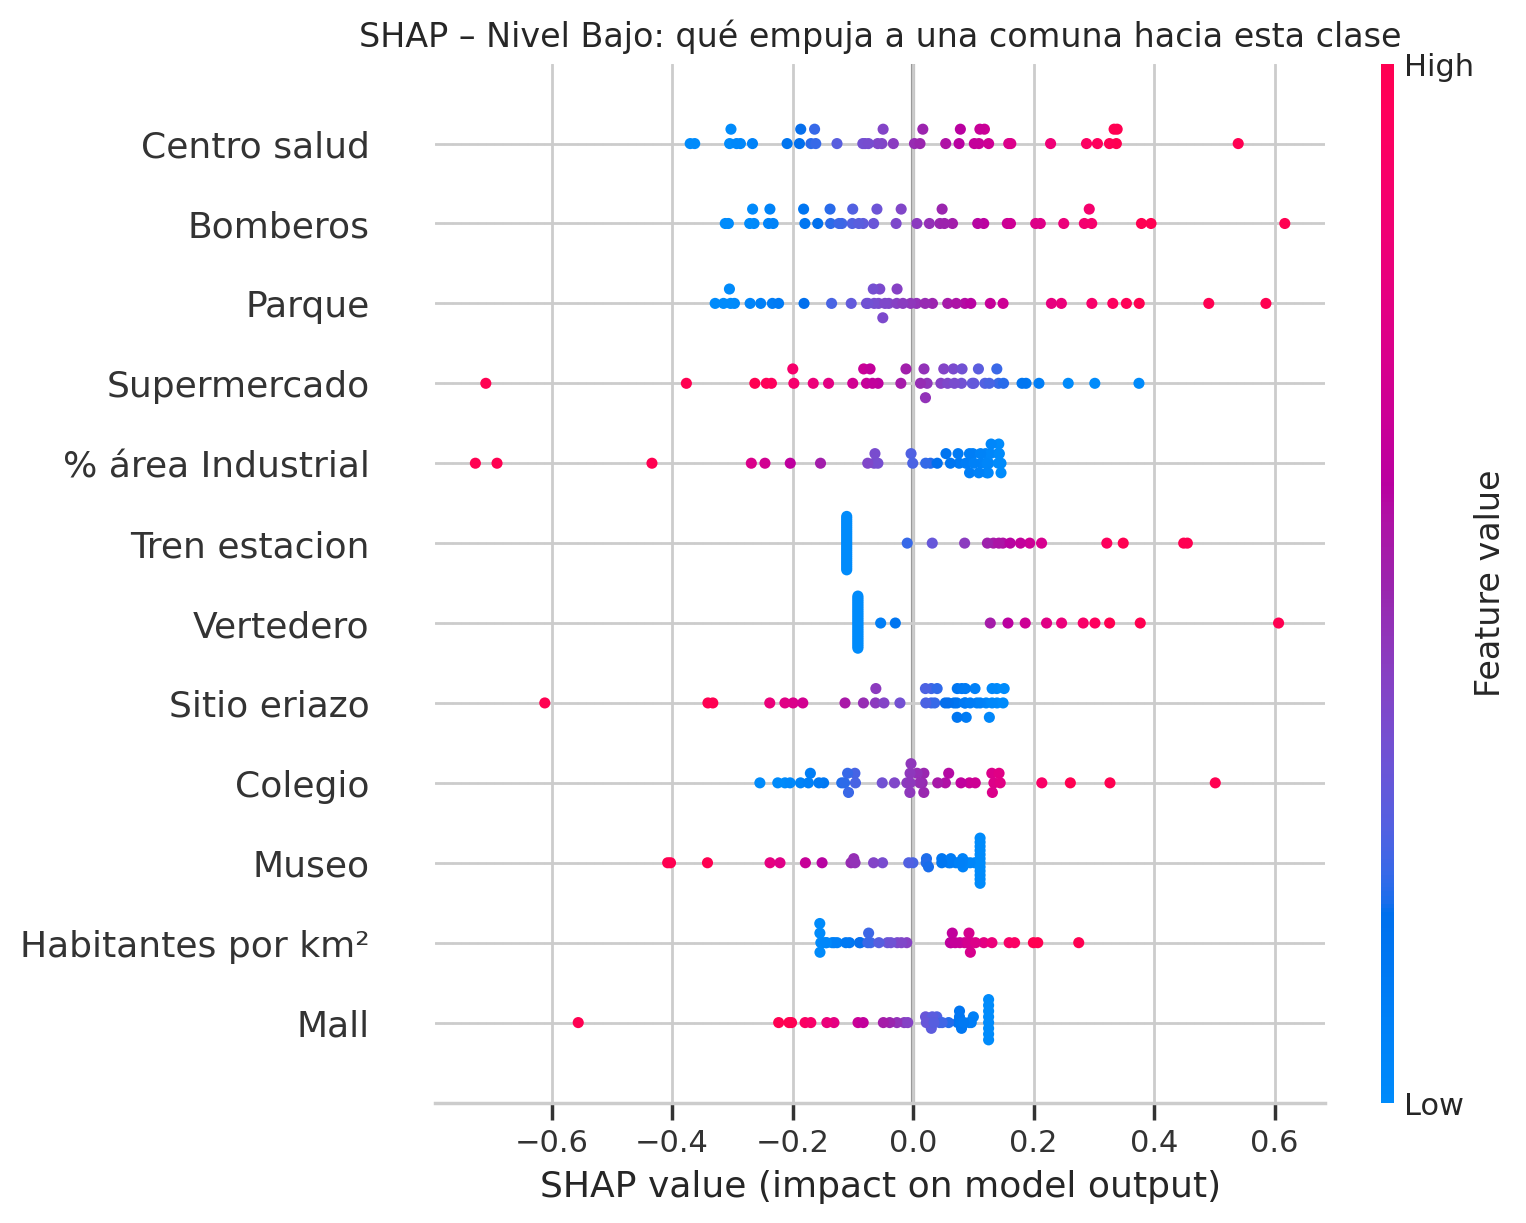 SHAP – Nivel Bajo: qué empuja a una comuna hacia esta clase
High
Centro salud
Bomberos
Parque
Supermercado
% área Industrial
Tren estacion
Vertedero
Sitio eriazo
Colegio
Museo
Habitantes por km²
Mall
Feature value
Low
−0.6 −0.4 −0.2 0.0 0.2 0.4 0.6
SHAP value (impact on model output)